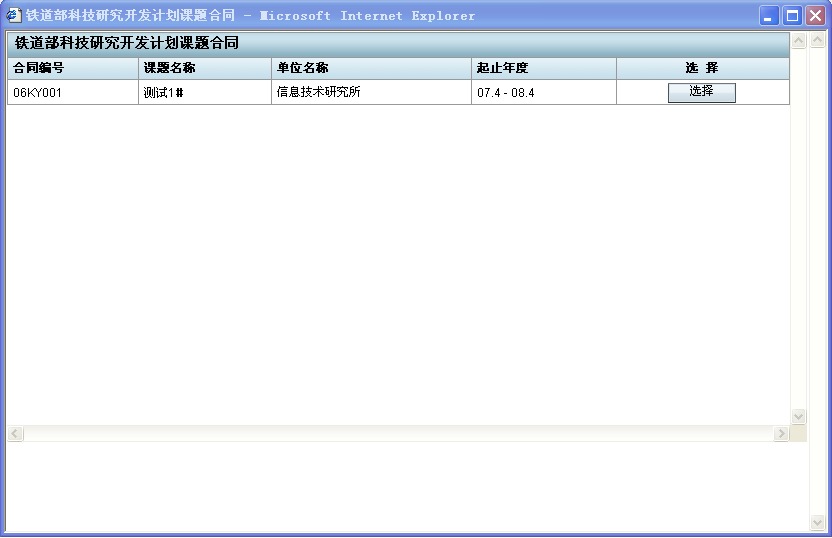 铁道部科技研究开发计划课题合同 - Microsoft Internet Explorer
铁道部科技研究开发计划课题合同
合同编号 课题名称 单位名称 起止年度 选 择
06KY001 测试1# 信息技术研究所 07.4 - 08.4 选择